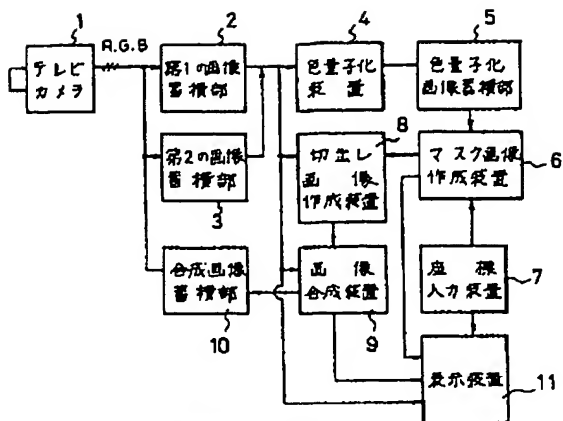 1
2
4
5
R.G.B
テレビ
カメラ
第1の画像
蓄積部
色量子化
装置
色量子化
画像蓄積部
8
第2の画像
蓄積部
3
切出し
画像
作成装置
マスク画像
作成装置
6
合成画像
蓄積部
10
画像
合成装置
9
座標
入力装置
7
表示装置
11